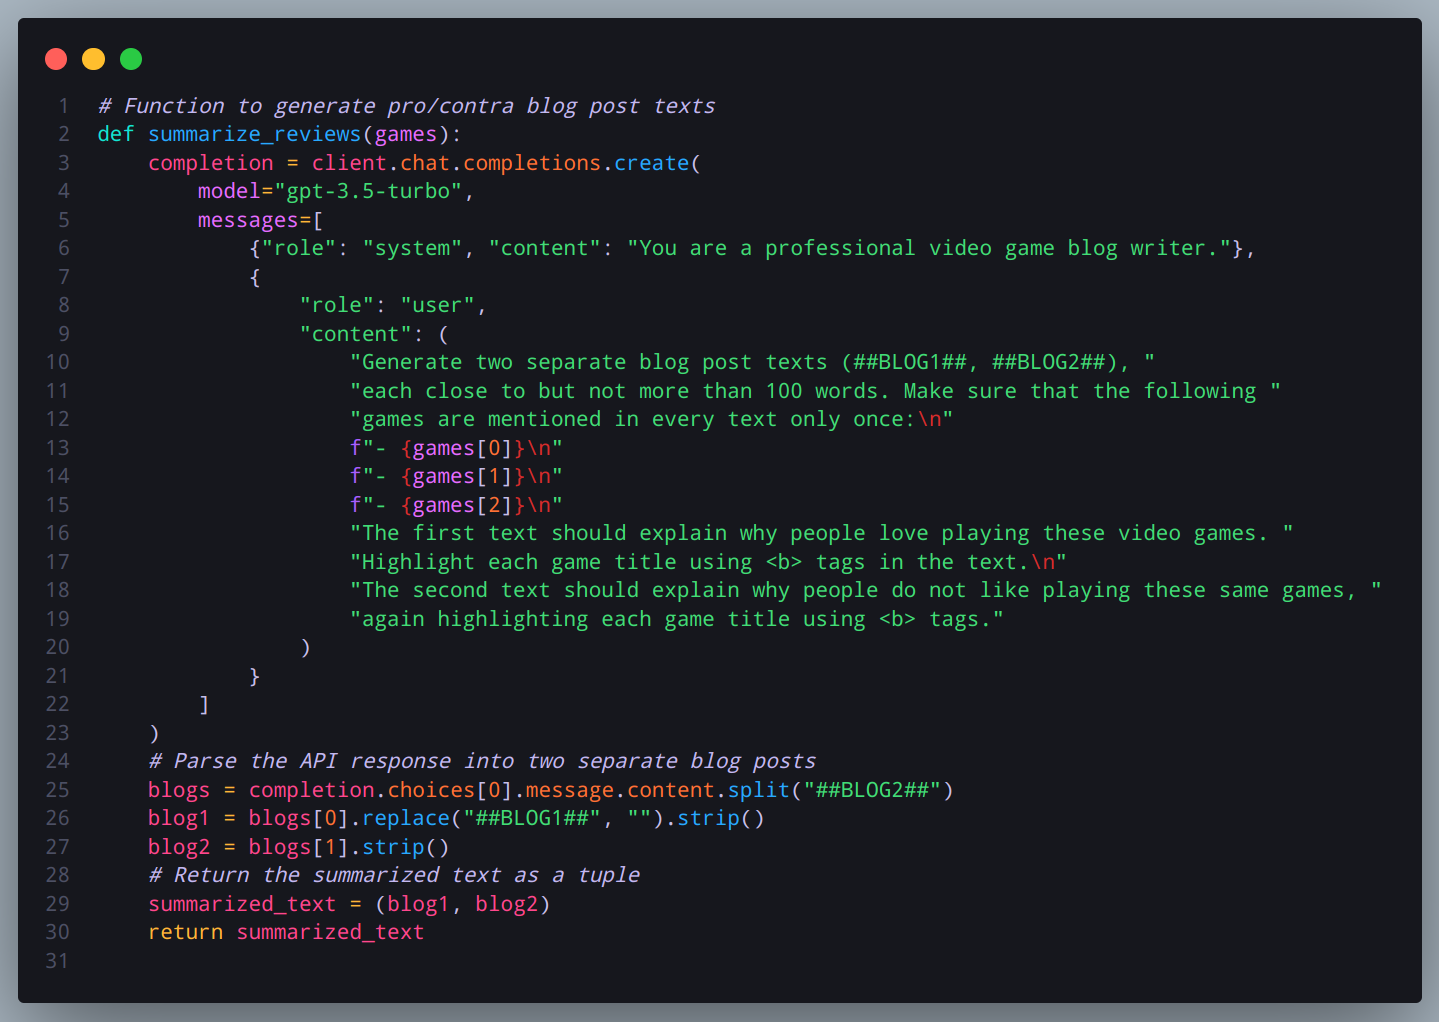 1 # Function to generate pro/contra blog post texts
2 def summarize_reviews(games):
3     completion = client.chat.completions.create(
4         model="gpt-3.5-turbo",
5         messages=[
6             {"role": "system", "content": "You are a professional video game blog writer."},
7             {
8                 "role": "user",
9                 "content": (
10                     "Generate two separate blog post texts (##BLOG1##, ##BLOG2##), "
11                     "each close to but not more than 100 words. Make sure that the following "
12                     "games are mentioned in every text only once:\n"
13                     f"- {games[0]}\n"
14                     f"- {games[1]}\n"
15                     f"- {games[2]}\n"
16                     "The first text should explain why people love playing these video games. "
17                     "Highlight each game title using <b> tags in the text.\n"
18                     "The second text should explain why people do not like playing these same games, "
19                     "again highlighting each game title using <b> tags."
20                 )
21             }
22         ]
23     )
24     # Parse the API response into two separate blog posts
25     blogs = completion.choices[0].message.content.split("##BLOG2##")
26     blog1 = blogs[0].replace("##BLOG1##", "").strip()
27     blog2 = blogs[1].strip()
28     # Return the summarized text as a tuple
29     summarized_text = (blog1, blog2)
30     return summarized_text
31